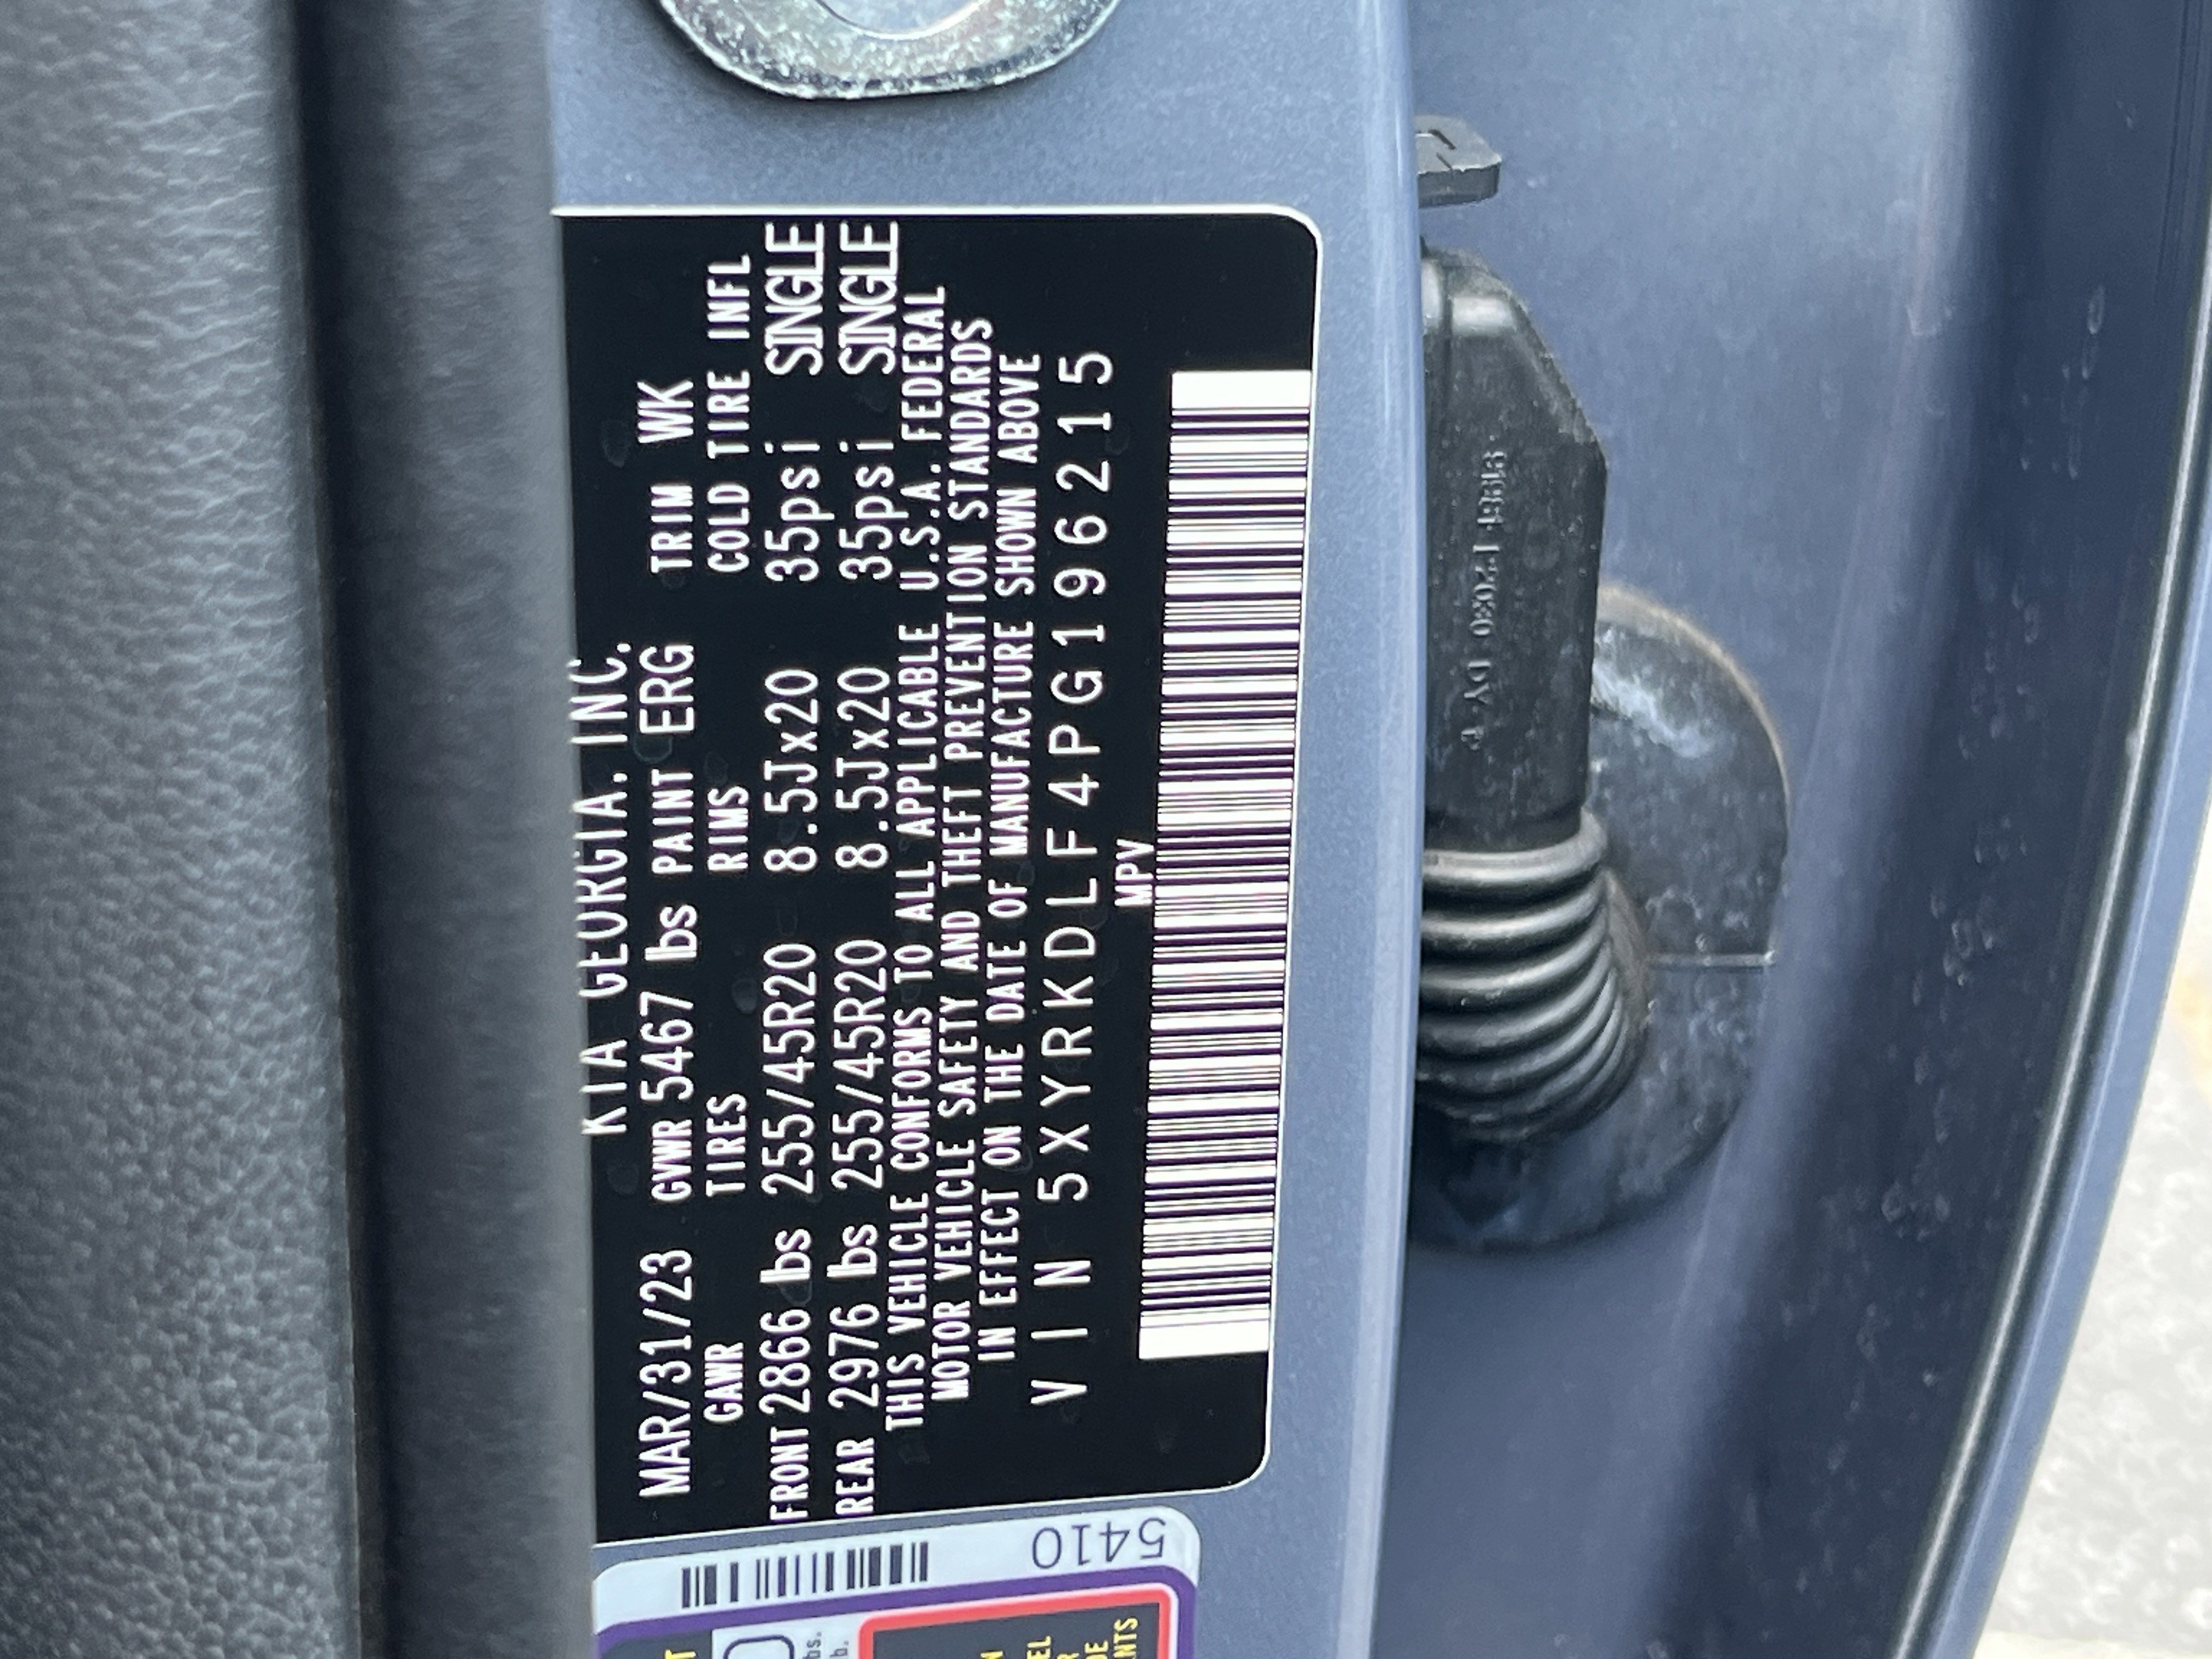 KIA GEORGIA. INC.
MAR/31/23 GVWR 5467 lbs PAINT ERG TRIM WK
GAWR TIRES RIMS COLD TIRE INFL
FRONT 2866 lbs 255/45R20 8.5Jx20 35psi SINGLE
REAR 2976 lbs 255/45R20 8.5Jx20 35psi SINGLE
THIS VEHICLE CONFORMS TO ALL APPLICABLE U.S.A. FEDERAL
MOTOR VEHICLE SAFETY AND THEFT PREVENTION STANDARDS
IN EFFECT ON THE DATE OF MANUFACTURE SHOWN ABOVE
VIN 5XYRKDLF4PG196215
MPV
5410